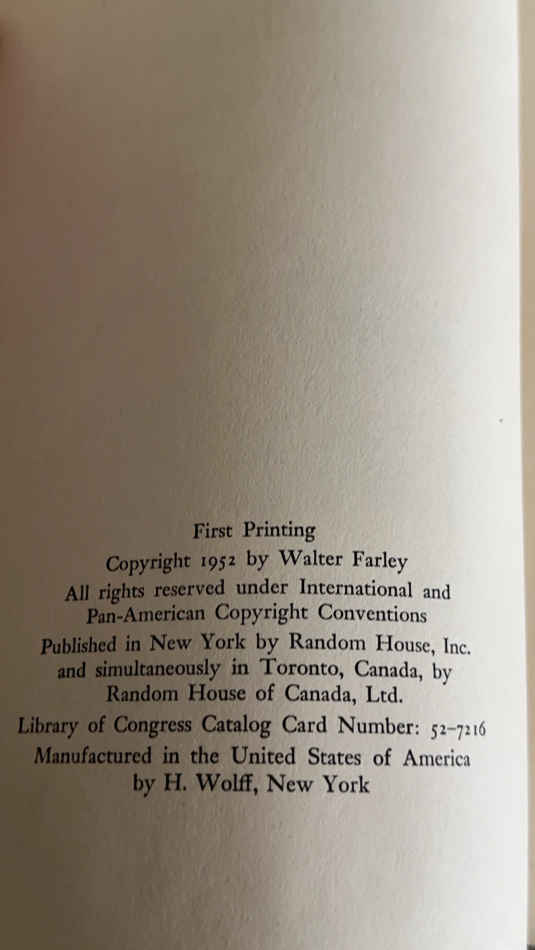 First Printing
Copyright 1952 by Walter Farley
All rights reserved under International and
Pan-American Copyright Conventions
Published in New York by Random House, Inc.
and simultaneously in Toronto, Canada, by
Random House of Canada, Ltd.
Library of Congress Catalog Card Number: 52-7216
Manufactured in the United States of America
by H. Wolff, New York